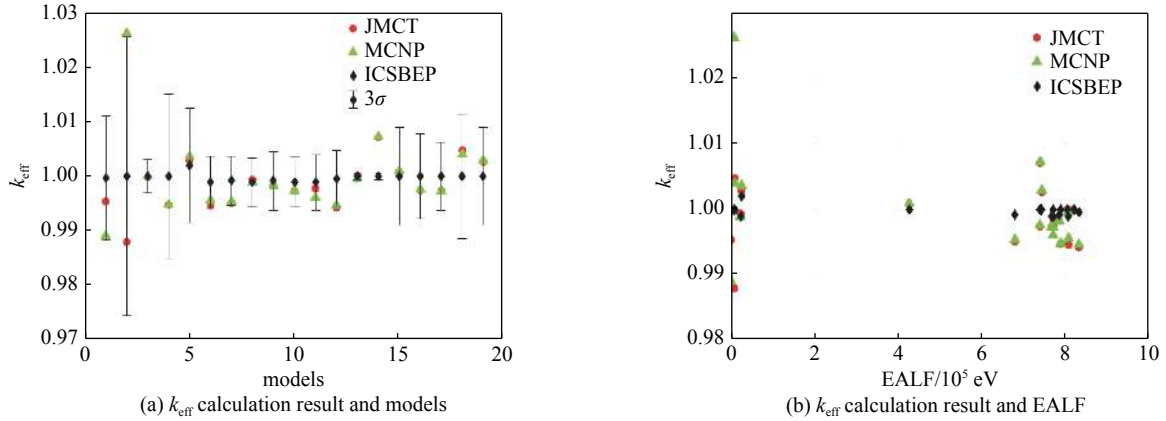 1.03
1.02
1.01
1.00
0.99
0.98
0.97
k_eff
0
5
10
15
20
models
JMCT
MCNP
ICSBEP
3σ
(a) k_eff calculation result and models
1.02
1.01
1.00
0.99
0.98
k_eff
0
2
4
6
8
10
EALF/10⁵ eV
JMCT
MCNP
ICSBEP
(b) k_eff calculation result and EALF